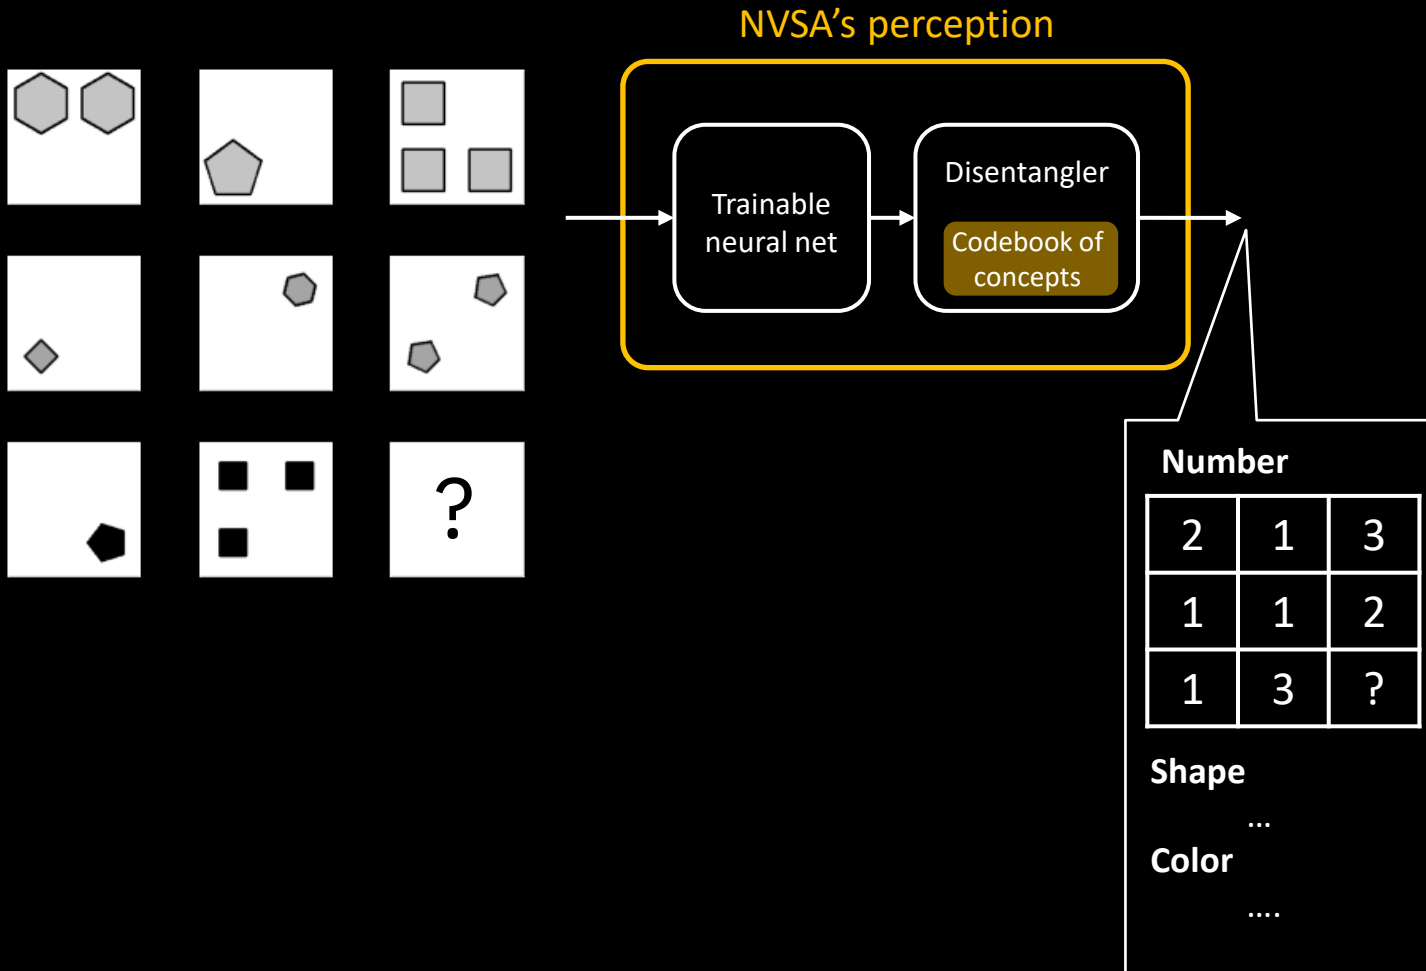 NVSA's perception
Trainable
neural net
Disentangler
Codebook of
concepts
?
Number
2 1 3
1 1 2
1 3 ?
Shape
...
Color
....